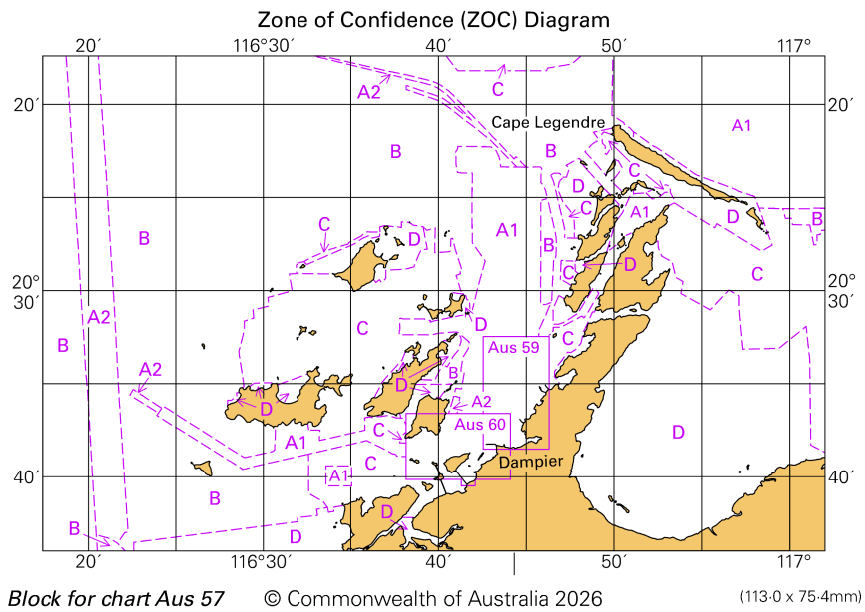 Zone of Confidence (ZOC) Diagram
20´ 116°30´ 40´ 50´ 117°
A2 C
20´ 20´
Cape Legendre A1
B B
C
D
C A1 D B
C D A1
B B
C D C
20° 20°
30´ 30´
A2 C D
B Aus 59 C
A2 B
D
D A2
A1 C Aus 60 D
Dampier
C
40´ A1 40´
B
D
B D
20´ 116°30´ 40´ 50´ 117°
Block for chart Aus 57 © Commonwealth of Australia 2026 (113·0 x 75·4mm)